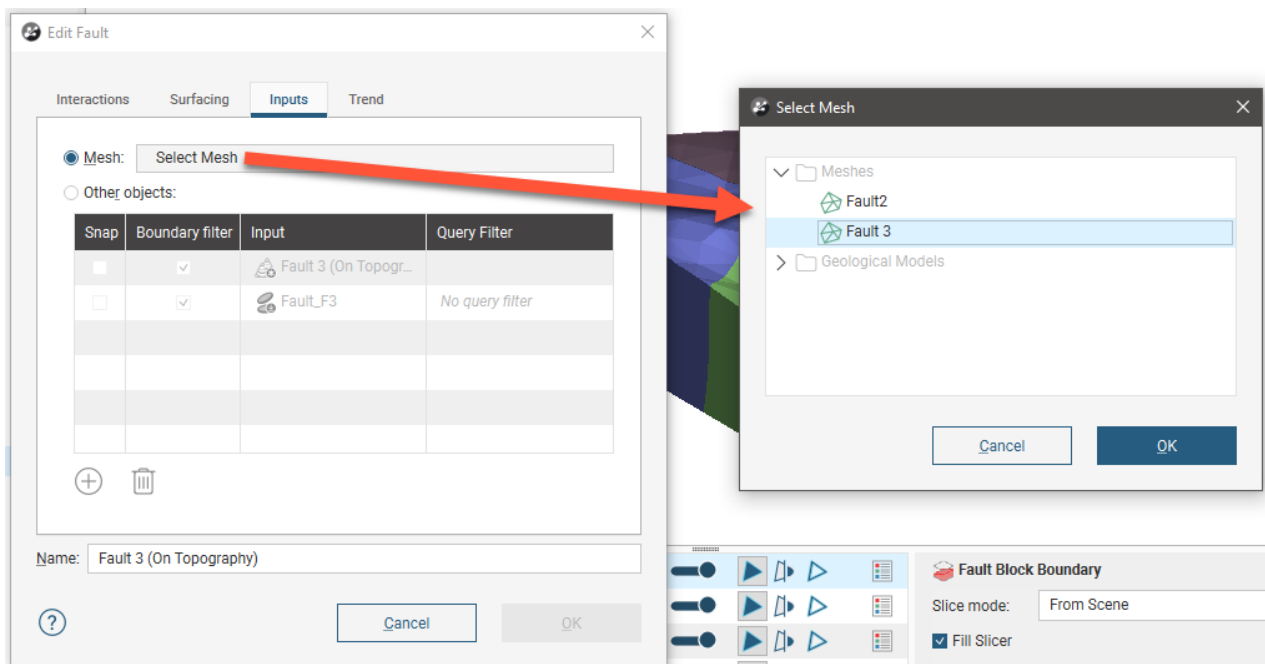 Edit Fault
Interactions Surfacing Inputs Trend
Mesh: Select Mesh
Other objects:
Snap Boundary filter Input Query Filter
Fault 3 (On Topogr...
Fault_F3 No query filter
Name: Fault 3 (On Topography)
Cancel OK
Select Mesh
Meshes
Fault2
Fault 3
Geological Models
Cancel OK
Fault Block Boundary
Slice mode: From Scene
Fill Slicer